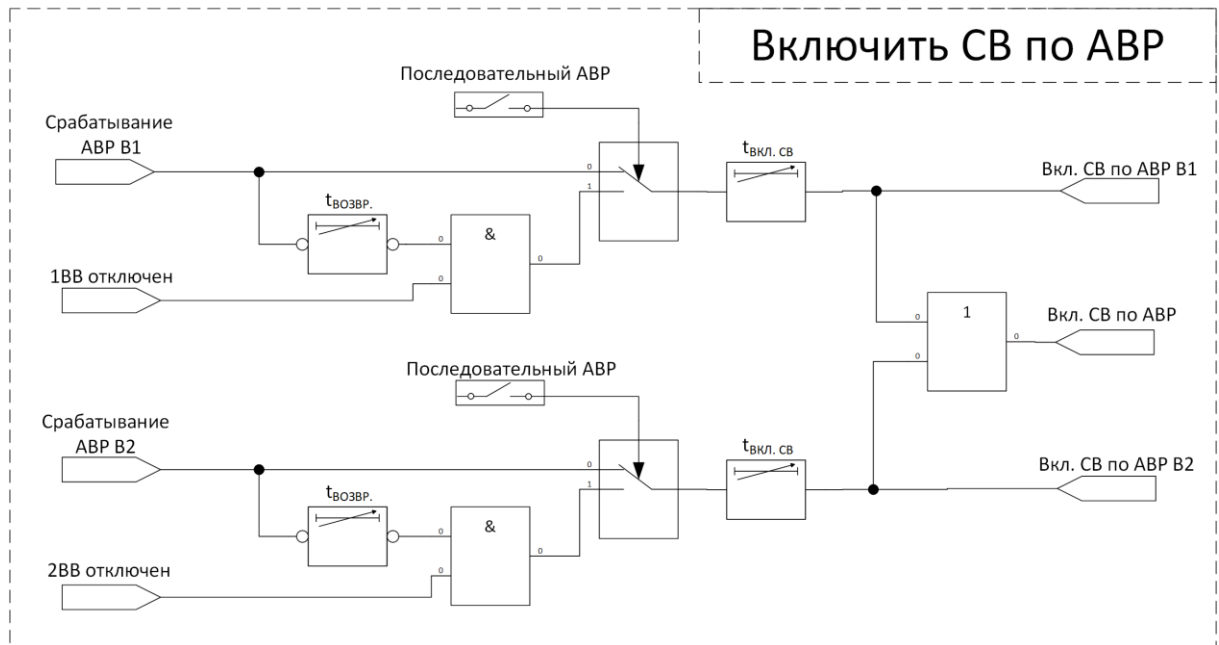 Включить СВ по АВР
Последовательный АВР
Срабатывание
АВР В1
0
1
tВКЛ. СВ
Вкл. СВ по АВР В1
tВОЗВР.
0
&
0
1ВВ отключен
0
0
1
0
Вкл. СВ по АВР
0
Последовательный АВР
Срабатывание
АВР В2
0
1
tВКЛ. СВ
Вкл. СВ по АВР В2
tВОЗВР.
0
&
0
2ВВ отключен
0